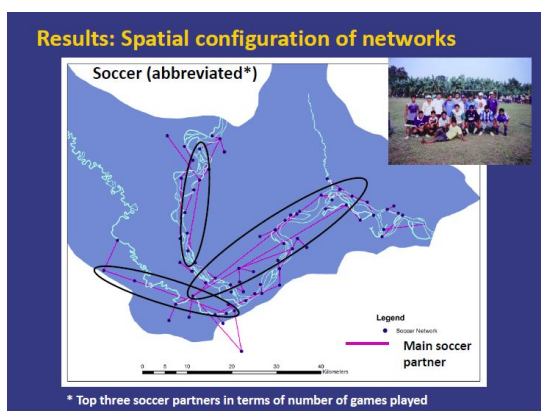 Results: Spatial configuration of networks
Soccer (abbreviated*)
Legend
Soccer Network
Main soccer
partner
0 5 10 20 30 40
Kilometers
* Top three soccer partners in terms of number of games played